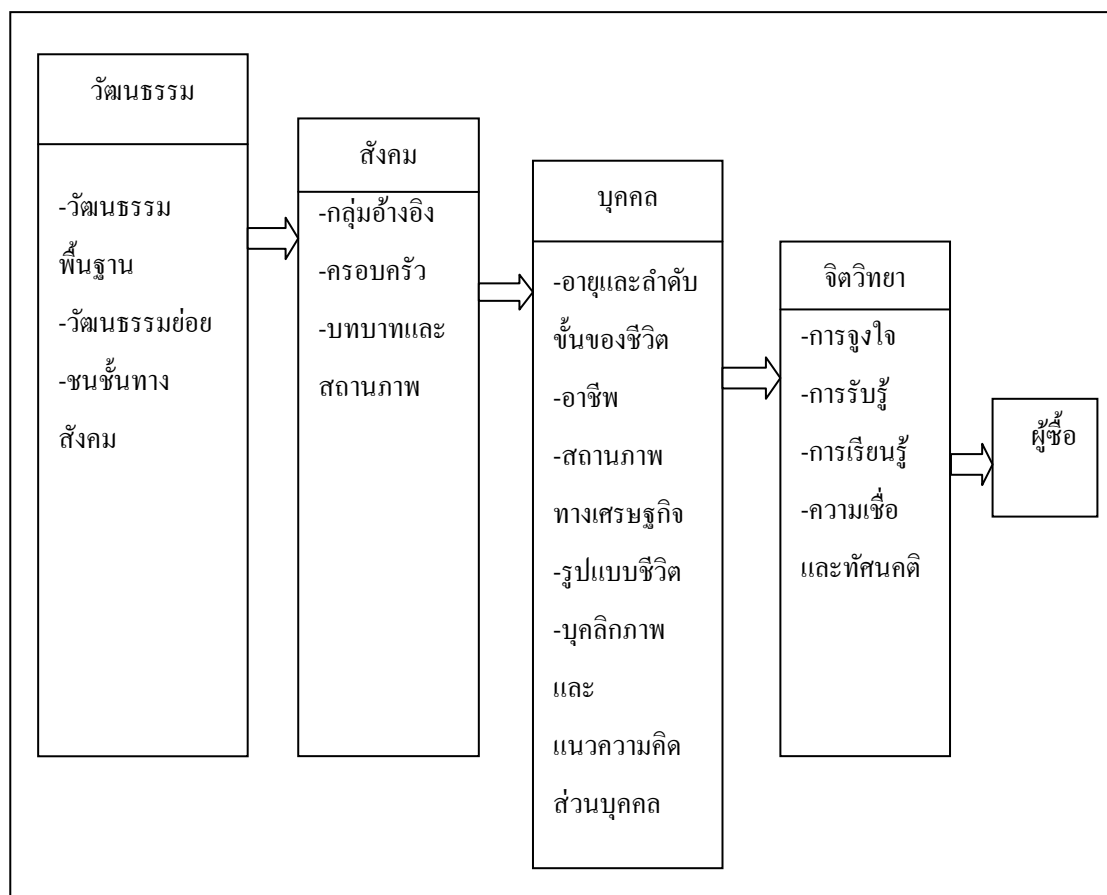 วัฒนธรรม
-วัฒนธรรม
พื้นฐาน
-วัฒนธรรมย่อย
-ชนชั้นทาง
สังคม
สังคม
-กลุ่มอ้างอิง
-ครอบครัว
-บทบาทและ
สถานภาพ
บุคคล
-อายุและลำดับ
ขั้นของชีวิต
-อาชีพ
-สถานภาพ
ทางเศรษฐกิจ
-รูปแบบชีวิต
-บุคลิกภาพ
และ
แนวความคิด
ส่วนบุคคล
จิตวิทยา
-การจูงใจ
-การรับรู้
-การเรียนรู้
-ความเชื่อ
และทัศนคติ
ผู้ซื้อ